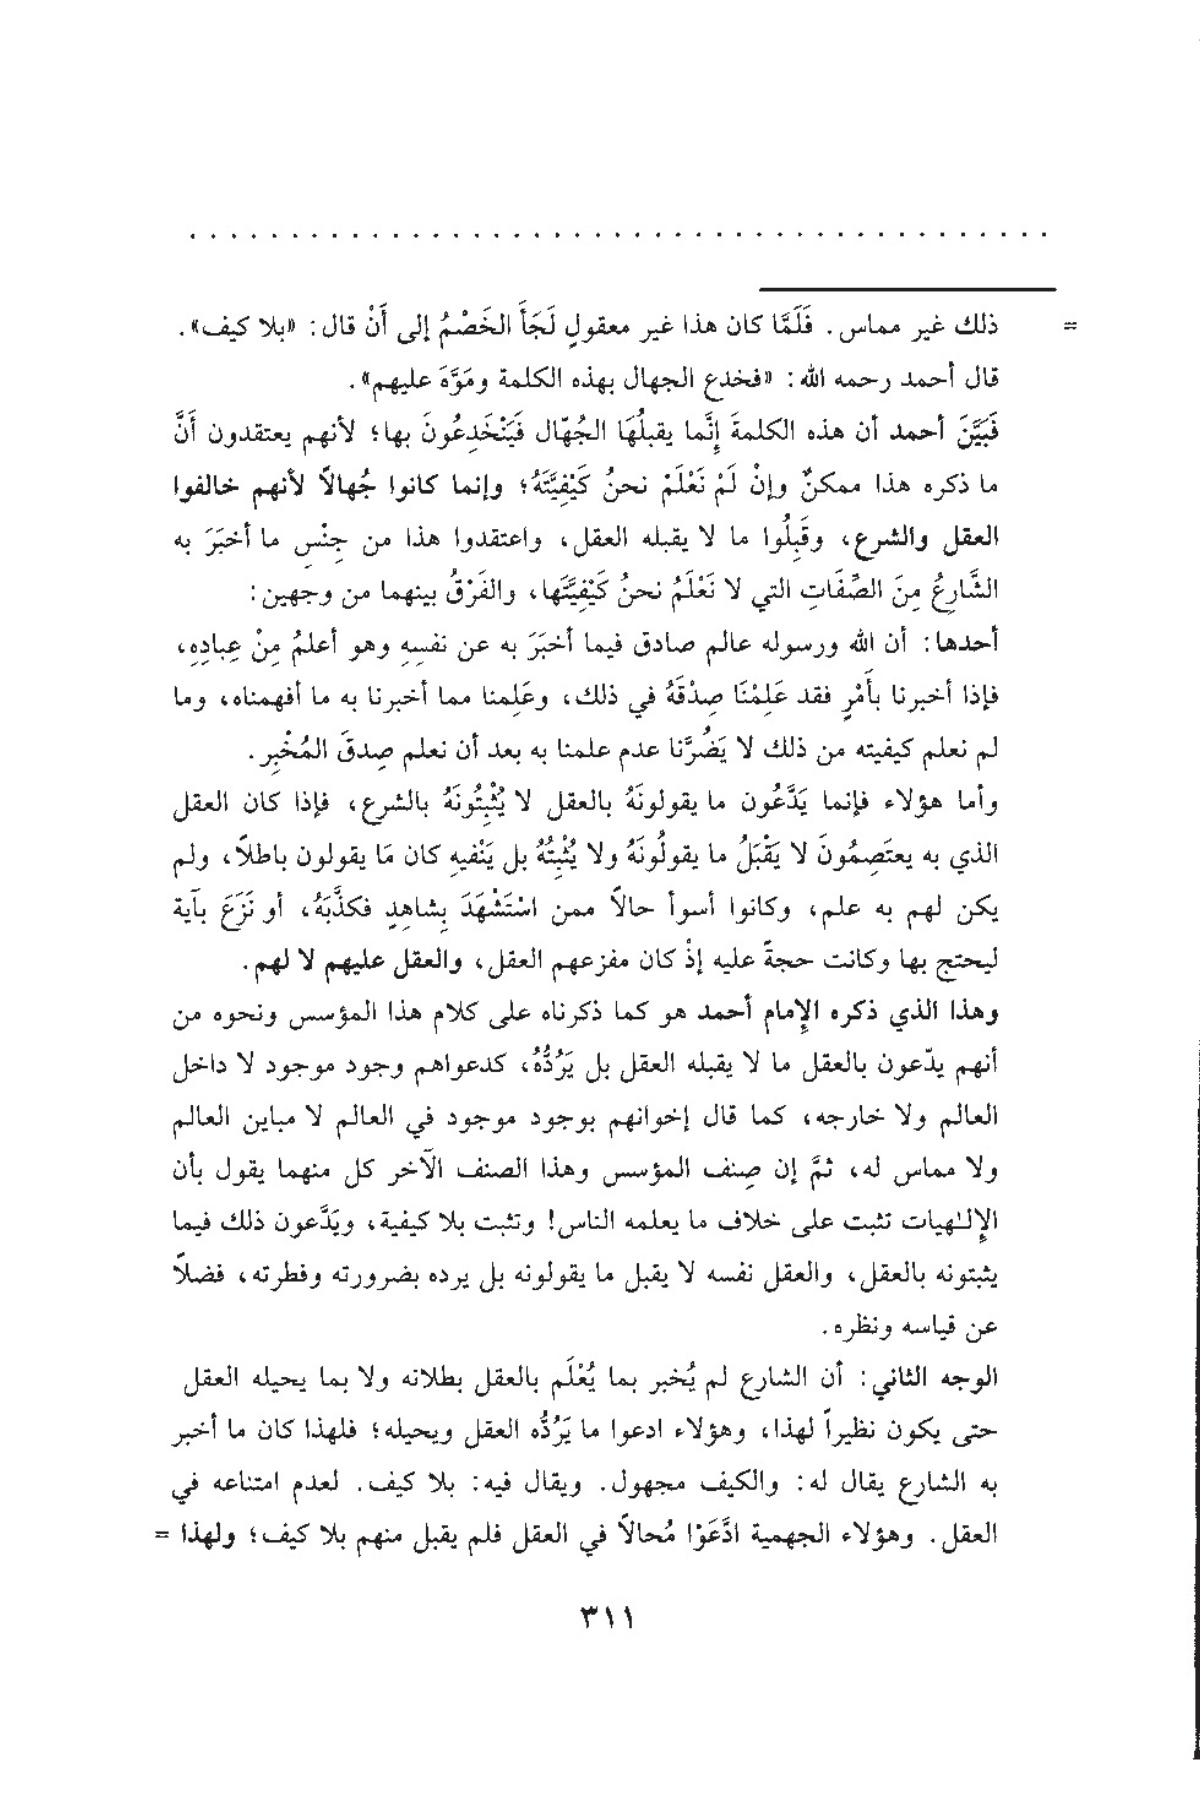 = ذلك غير مماس. فَلَمَّا كان هذا غير معقولٍ لَجَأَ الخَصْمُ إلى أَنْ قال: «بلا كيف».
قال أحمد رحمه الله: «فخدع الجهال بهذه الكلمة ومَوَّهَ عليهم».
فَبَيَّنَ أحمد أن هذه الكلمةَ إنَّما يقبلُهَا الجُهّال فَيَنْخَدِعُونَ بها؛ لأنهم يعتقدون أَنَّ
ما ذكره هذا ممكنٌ وإنْ لَمْ نَعْلَمْ نحنُ كَيْفِيَّتَهُ؛ وإنما كانوا جُهالاً لأنهم خالفوا
العقل والشرع، وقَبِلُوا ما لا يقبله العقل، واعتقدوا هذا من جِنْسِ ما أخبَرَ به
الشَّارِعُ مِنَ الصِّفَاتِ التي لا نَعْلَمُ نحنُ كَيْفِيَّتَها، والفَرْقُ بينهما من وجهين:
أحدها: أن الله ورسوله عالم صادق فيما أخبَرَ به عن نفسِهِ وهو أعلمُ مِنْ عِبادِهِ،
فإذا أخبرنا بأَمْرٍ فقد عَلِمْنَا صِدْقَهُ في ذلك، وعَلِمنا مما أخبرنا به ما أفهمناه، وما
لم نعلم كيفيته من ذلك لا يَضُرَّنا عدم علمنا به بعد أن نعلم صِدقَ المُخْبِر.
وأما هؤلاء فإنما يَدَّعُون ما يقولونَهُ بالعقل لا يُثْبِتُونَهُ بالشرع، فإذا كان العقل
الذي به يعتَصِمُونَ لا يَقْبَلُ ما يقولُونَهُ ولا يُثْبِتُهُ بل يَنْفيهِ كان مَا يقولون باطلاً، ولم
يكن لهم به علم، وكانوا أسوأ حالاً ممن اسْتَشْهَدَ بِشاهِدٍ فكذَّبَهُ، أو نَزَعَ بآية
ليحتج بها وكانت حجةً عليه إذْ كان مفزعهم العقل، والعقل عليهم لا لهم.
وهذا الذي ذكره الإمام أحمد هو كما ذكرناه على كلام هذا المؤسس ونحوه من
أنهم يدّعون بالعقل ما لا يقبله العقل بل يَرُدُّهُ، كدعواهم وجود موجود لا داخل
العالم ولا خارجه، كما قال إخوانهم بوجود موجود في العالم لا مباين العالم
ولا مماس له، ثمَّ إن صِنف المؤسس وهذا الصنف الآخر كل منهما يقول بأن
الإلـٰهيات تثبت على خلاف ما يعلمه الناس! وتثبت بلا كيفية، ويَدَّعون ذلك فيما
يثبتونه بالعقل، والعقل نفسه لا يقبل ما يقولونه بل يرده بضرورته وفطرته، فضلاً
عن قياسه ونظره.
الوجه الثاني: أن الشارع لم يُخبر بما يُعْلَم بالعقل بطلانه ولا بما يحيله العقل
حتى يكون نظيراً لهذا، وهؤلاء ادعوا ما يَرُدُّه العقل ويحيله؛ فلهذا كان ما أخبر
به الشارع يقال له: والكيف مجهول. ويقال فيه: بلا كيف. لعدم امتناعه في
العقل. وهؤلاء الجهمية ادَّعَوْا مُحالاً في العقل فلم يقبل منهم بلا كيف؛ ولهذا =
٣١١